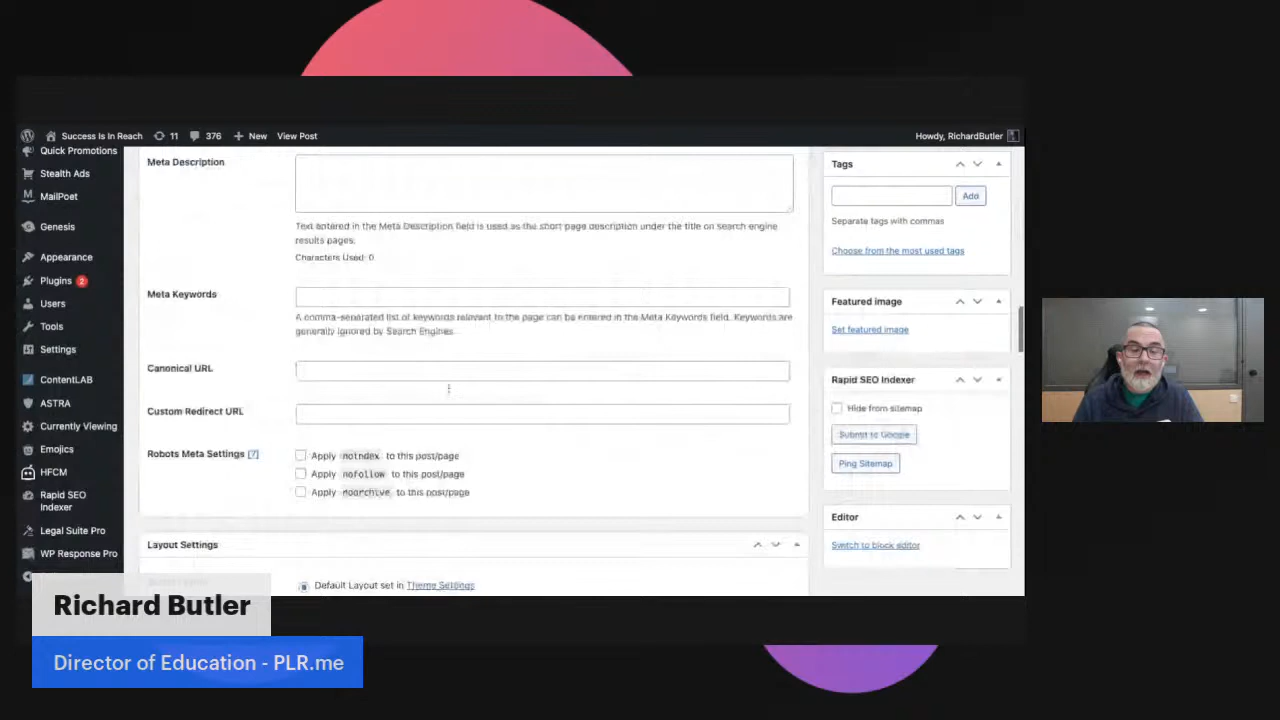 Success Is In Reach 11 376 New View Post Howdy, RichardButler
Quick Promotions
Stealth Ads
MailPoet
Genesis
Appearance
Plugins 2
Users
Tools
Settings
ContentLAB
ASTRA
Currently Viewing
Emojics
HFCM
Rapid SEO
Indexer
Legal Suite Pro
WP Response Pro
Meta Description
Text entered in the Meta Description field is used as the short page description under the title on search engine
results pages.
Characters Used: 0
Meta Keywords
A comma-separated list of keywords relevant to the page can be entered in the Meta Keywords field. Keywords are
generally ignored by Search Engines.
Canonical URL
Custom Redirect URL
Robots Meta Settings [?]
Apply noindex to this post/page
Apply nofollow to this post/page
Apply noarchive to this post/page
Layout Settings
Default Layout set in Theme Settings
Tags
Add
Separate tags with commas
Choose from the most used tags
Featured image
Set featured image
Rapid SEO Indexer
Hide from sitemap
Submit to Google
Ping Sitemap
Editor
Switch to block editor
Richard Butler
Director of Education - PLR.me